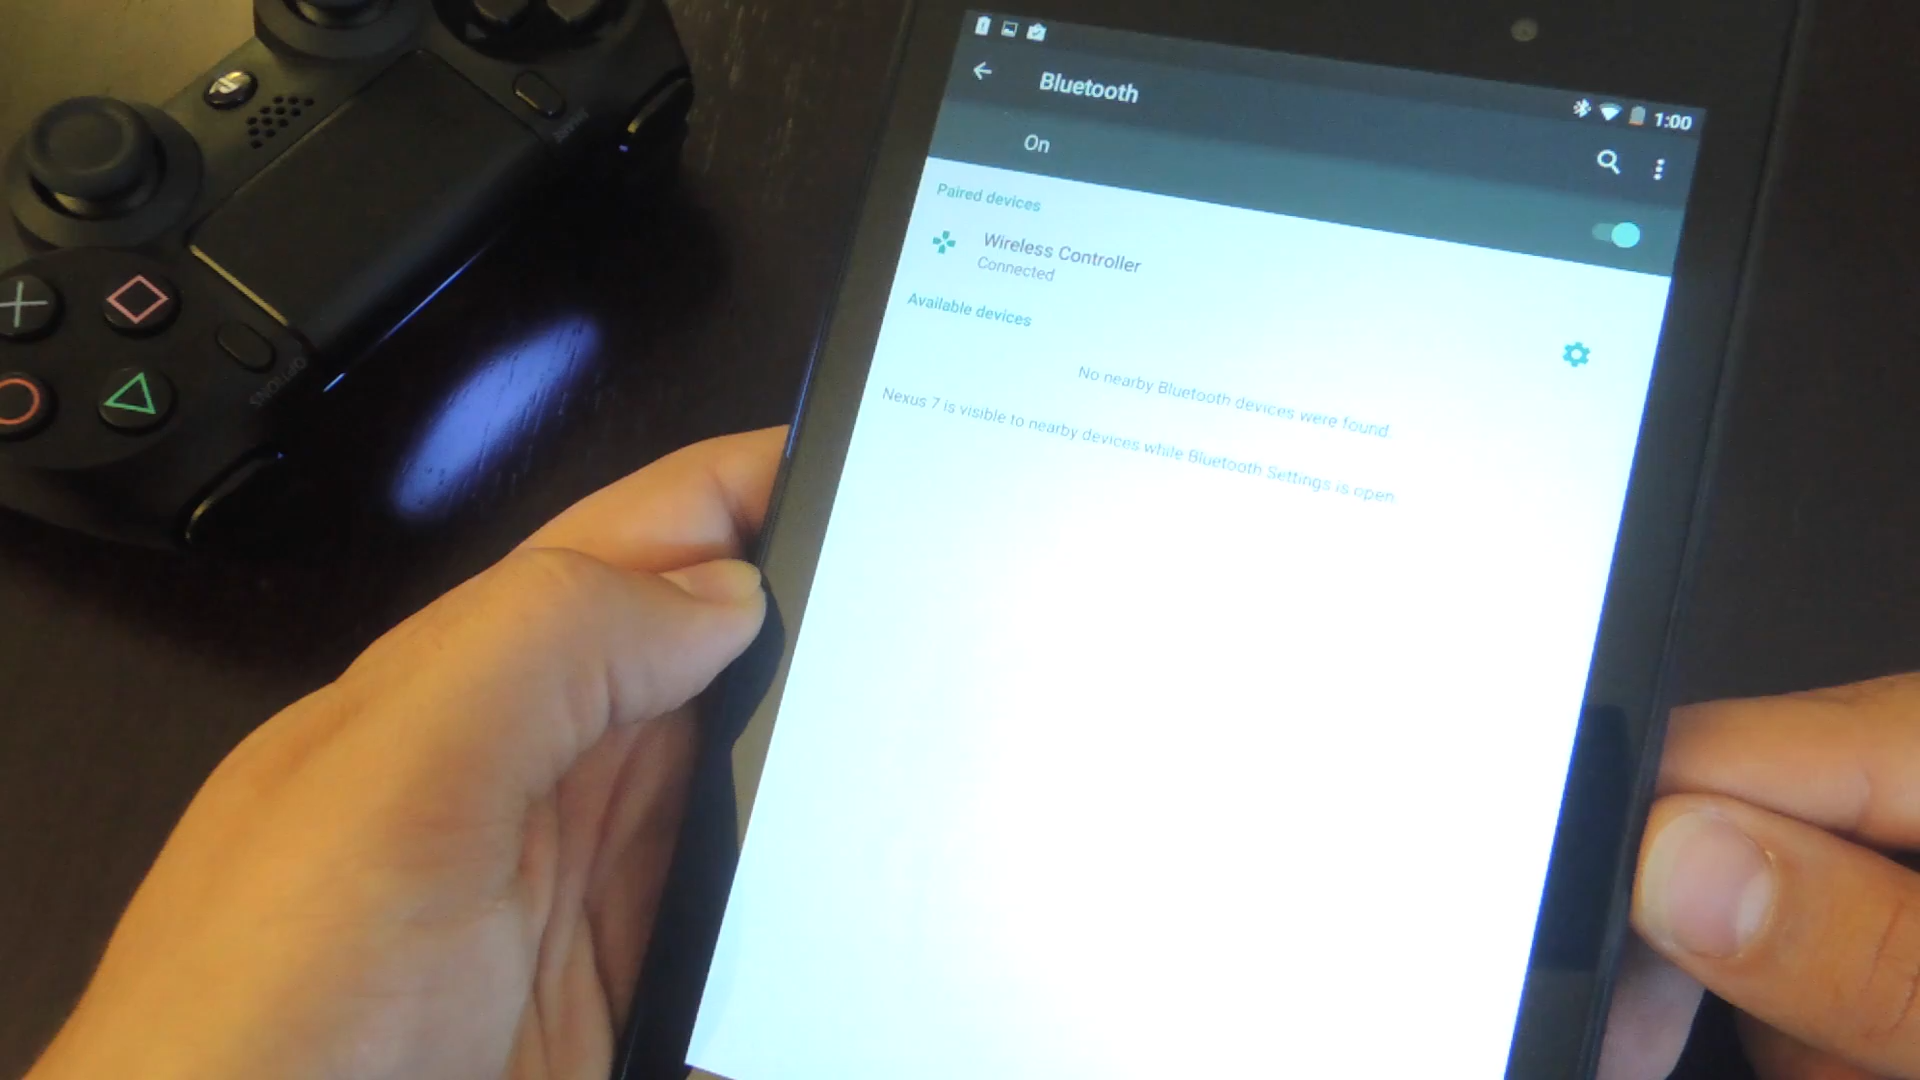 Bluetooth
1:00
On
Paired devices
Wireless Controller
Connected
Available devices
No nearby Bluetooth devices were found.
Nexus 7 is visible to nearby devices while Bluetooth Settings is open.
SHARE
OPTIONS